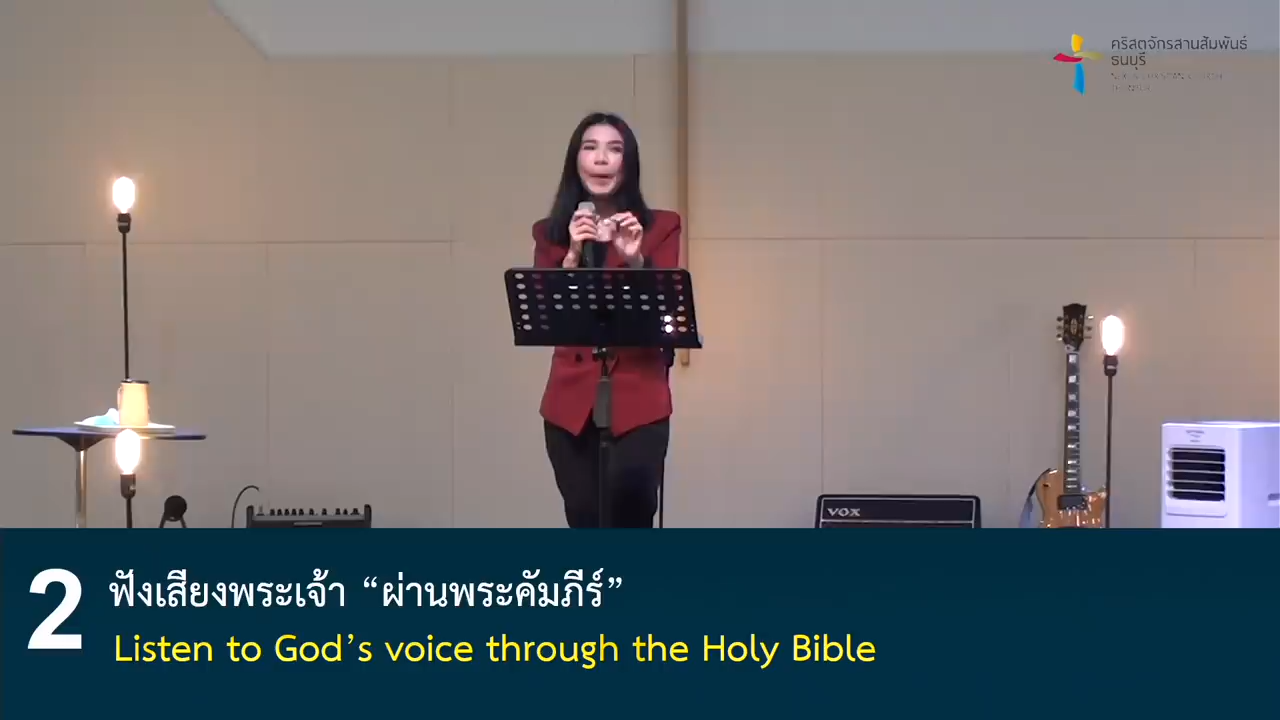 คริสตจักรสานสัมพันธ์
ธนบุรี
VOX
2
ฟังเสียงพระเจ้า “ผ่านพระคัมภีร์”
Listen to God’s voice through the Holy Bible